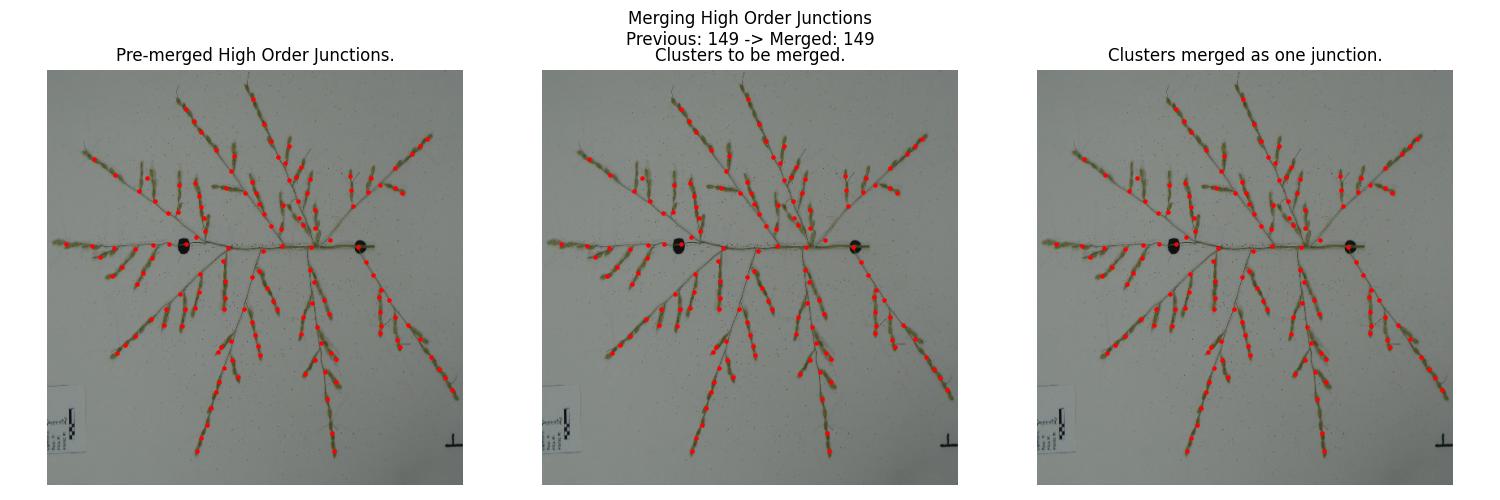 Merging High Order Junctions
Previous: 149 -> Merged: 149
Pre-merged High Order Junctions.
Clusters to be merged.
Clusters merged as one junction.